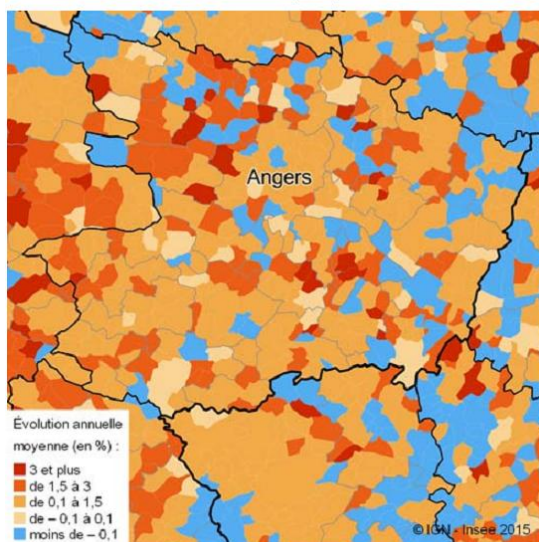 Angers
Évolution annuelle
moyenne (en %) :
3 et plus
de 1,5 à 3
de 0,1 à 1,5
de – 0,1 à 0,1
moins de – 0,1
© IGN - Insee 2015